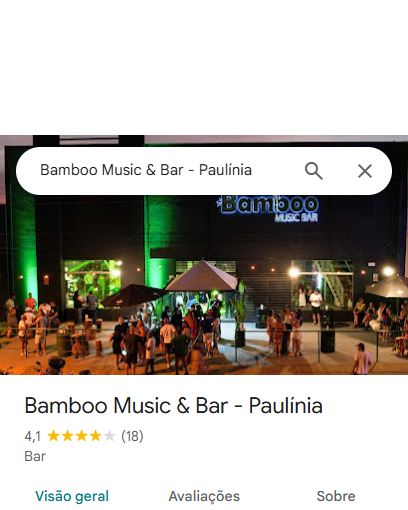 Bamboo Music & Bar - Paulínia
Bamboo
MUSIC BAR
Bamboo Music & Bar - Paulínia
4,1 (18)
Bar
Visão geral Avaliações Sobre